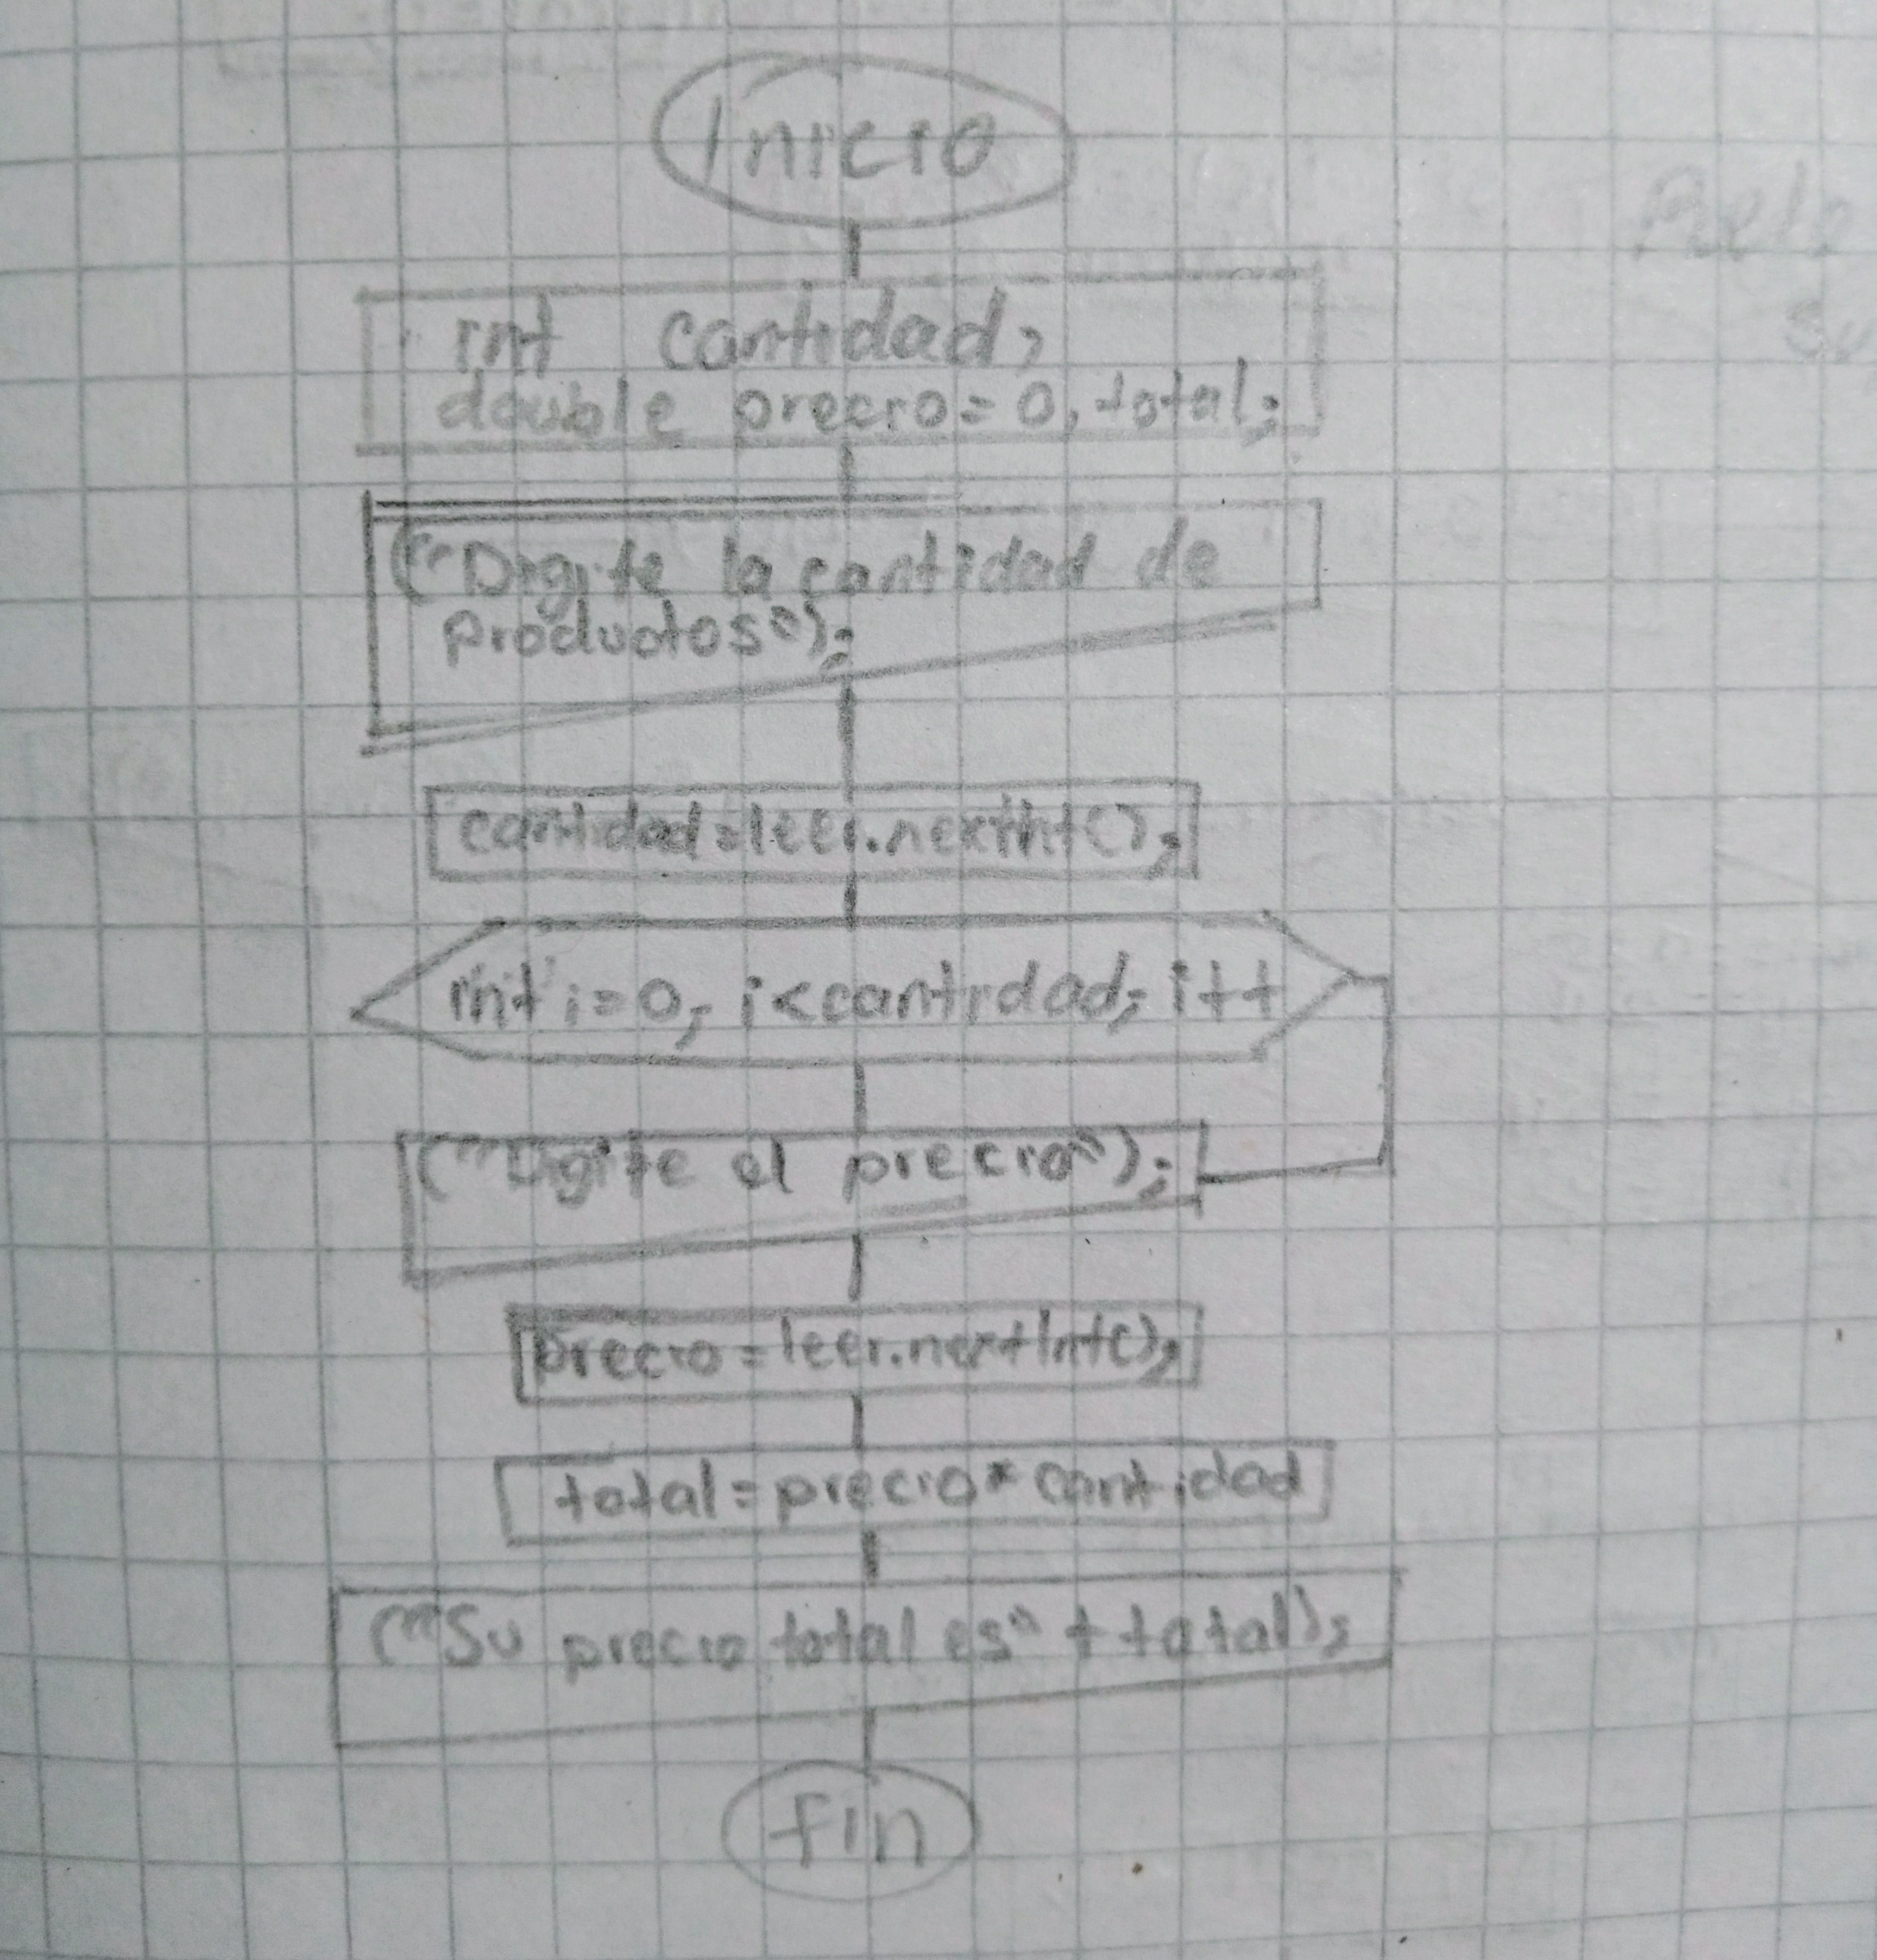 Inicio
int cantidad;
double precio = 0, total;
("Digite la cantidad de
productos");
cantidad = leer.nextInt();
int i = 0; i < cantidad; i++
("Digite el precio");
precio = leer.nextInt();
total = precio * cantidad
("Su precio total es" + total);
fin